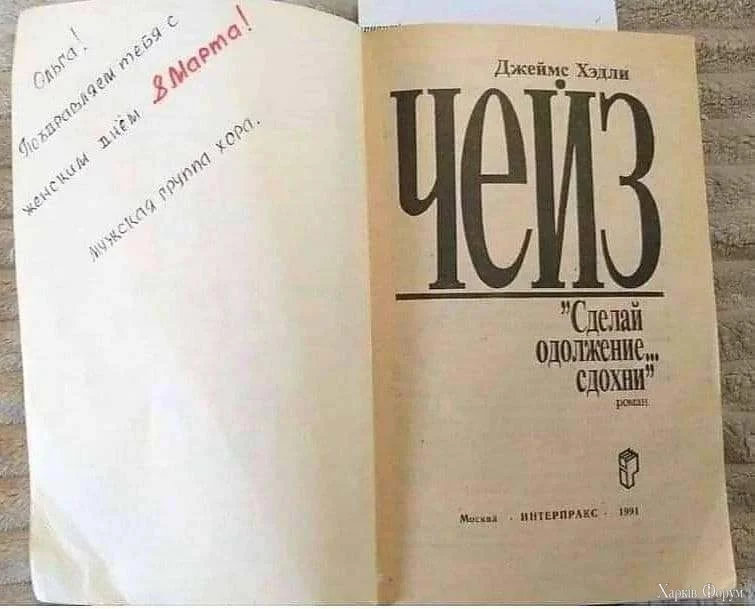 Ольга!
Поздравляем тебя с
женским днём 8 Марта!
Мужская группа хора.
Джеймс Хэдли
чейз
"Сделай
одолжение...
сдохни"
роман
Москва . ИНТЕРПРАКС . 1991
Харків Форум